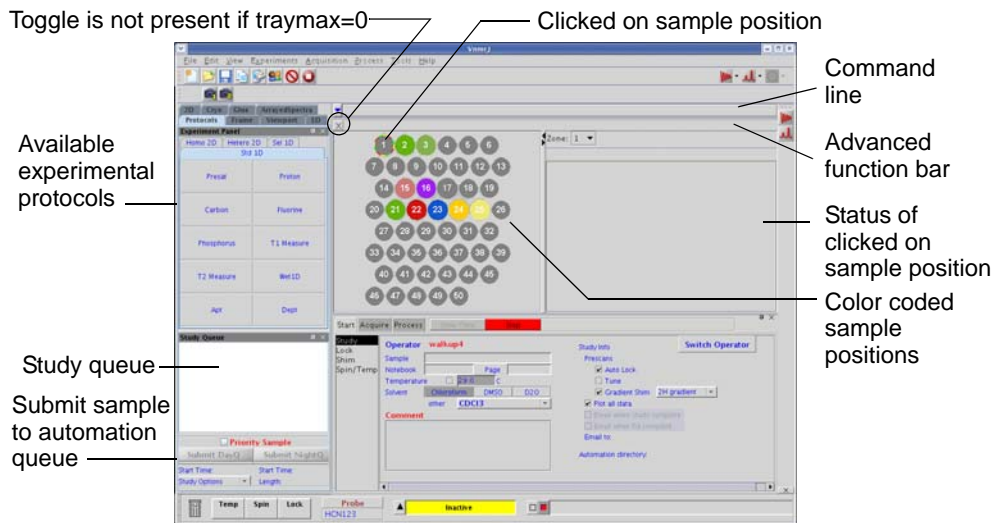 Toggle is not present if traymax=0
Clicked on sample position
VnmrJ
File Edit View Experiments Acquisition Process Tools Help
Command line
Advanced function bar
Status of clicked on sample position
Color coded sample positions
Available experimental protocols
Study queue
Submit sample to automation queue
2D Cryo Glide ArrayedSpectra
Protocols Frame Viewport 1D
Experiment Panel
Homo 2D Hetero 2D Sel 1D
Std 1D
Presat Proton
Carbon Fluorine
Phosphorus T1 Measure
T2 Measure Wet1D
Apt Dept
Zone: 1
1 2 3 4 5 6
7 8 9 10 11 12 13
14 15 16 17 18 19
20 21 22 23 24 25 26
27 28 29 30 31 32
33 34 35 36 37 38 39
40 41 42 43 44 45
46 47 48 49 50
Study Queue
Priority Sample
Submit DayQ Submit NightQ
Start Time: Start Time:
Study Options Length:
Start Acquire Process
Study
Lock
Shim
Spin/Temp
Operator walkup4
Sample
Notebook Page
Temperature C
Solvent Chloroform DMSO D2O
other CDCl3
Comment
Study Info
Prescans
Auto Lock
Tune
Gradient Shim 2H gradient
Plot all data
Email when study complete
Email to:
Automation directory:
Switch Operator
Temp Spin Lock
Probe
HCN123
Inactive